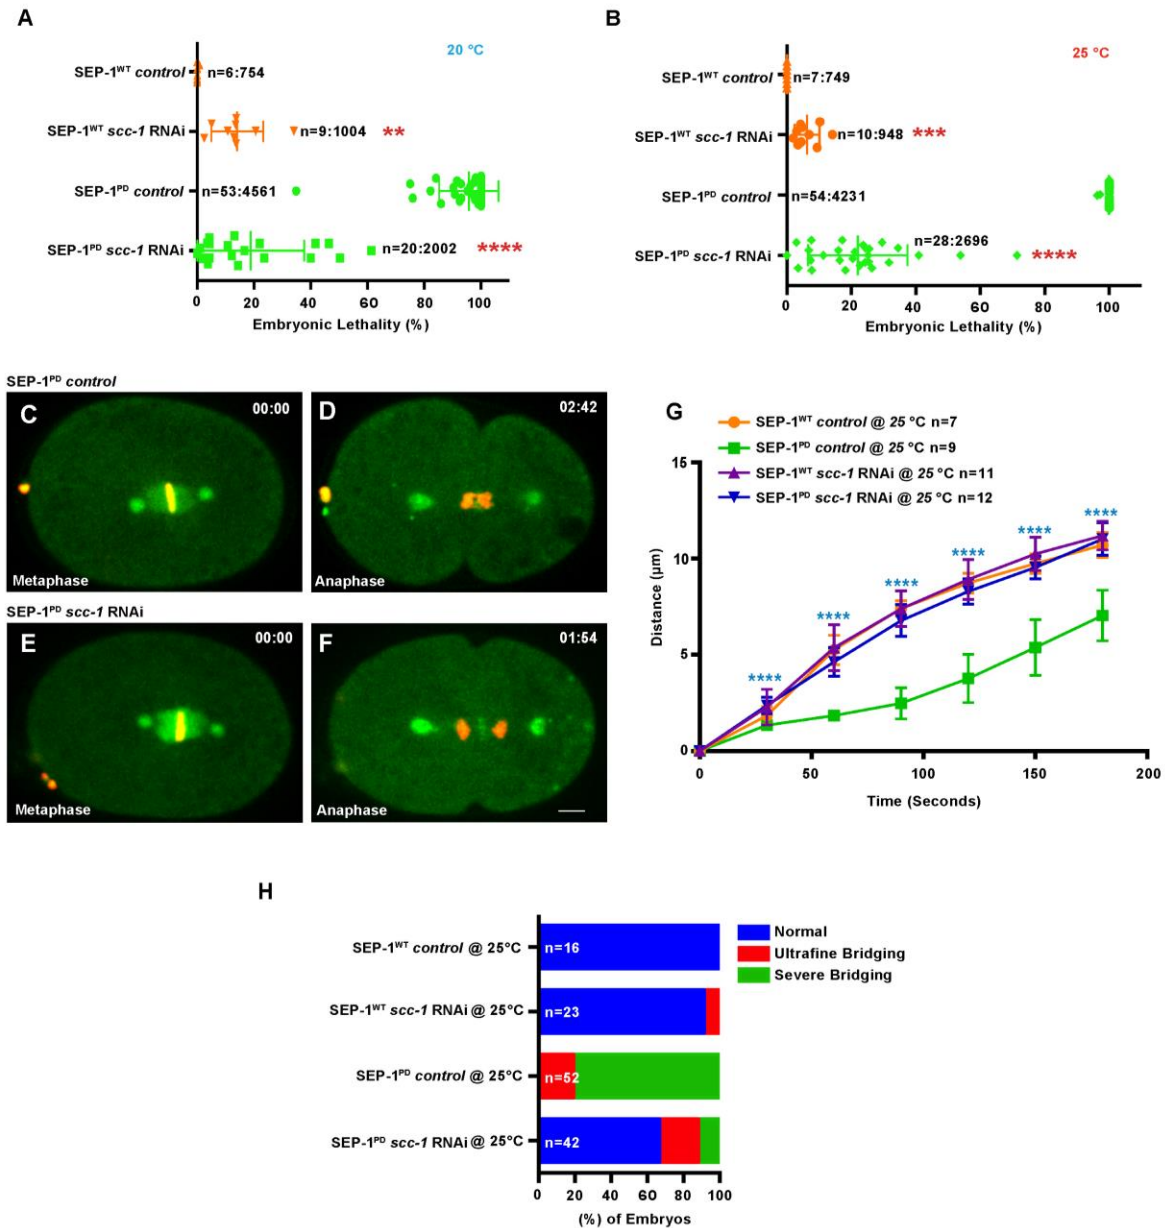 A
20 °C
SEP-1ᵂᵀ control
n=6:754
SEP-1ᵂᵀ scc-1 RNAi
n=9:1004 **
SEP-1ᴾᴰ control
n=53:4561
SEP-1ᴾᴰ scc-1 RNAi
n=20:2002 ****
0 20 40 60 80 100
Embryonic Lethality (%)
B
25 °C
SEP-1ᵂᵀ control
n=7:749
SEP-1ᵂᵀ scc-1 RNAi
n=10:948 ***
SEP-1ᴾᴰ control
n=54:4231
SEP-1ᴾᴰ scc-1 RNAi
n=28:2696 ****
0 20 40 60 80 100
Embryonic Lethality (%)
SEP-1ᴾᴰ control
C 00:00
Metaphase
D 02:42
Anaphase
SEP-1ᴾᴰ scc-1 RNAi
E 00:00
Metaphase
F 01:54
Anaphase
G
SEP-1ᵂᵀ control @ 25 °C n=7
SEP-1ᴾᴰ control @ 25 °C n=9
SEP-1ᵂᵀ scc-1 RNAi @ 25 °C n=11
SEP-1ᴾᴰ scc-1 RNAi @ 25 °C n=12
15
10
5
0
Distance (µm)
**** **** **** **** **** ****
0 50 100 150 200
Time (Seconds)
H
SEP-1ᵂᵀ control @ 25°C
n=16
SEP-1ᵂᵀ scc-1 RNAi @ 25°C
n=23
SEP-1ᴾᴰ control @ 25°C
n=52
SEP-1ᴾᴰ scc-1 RNAi @ 25°C
n=42
Normal
Ultrafine Bridging
Severe Bridging
0 20 40 60 80 100
(%) of Embryos